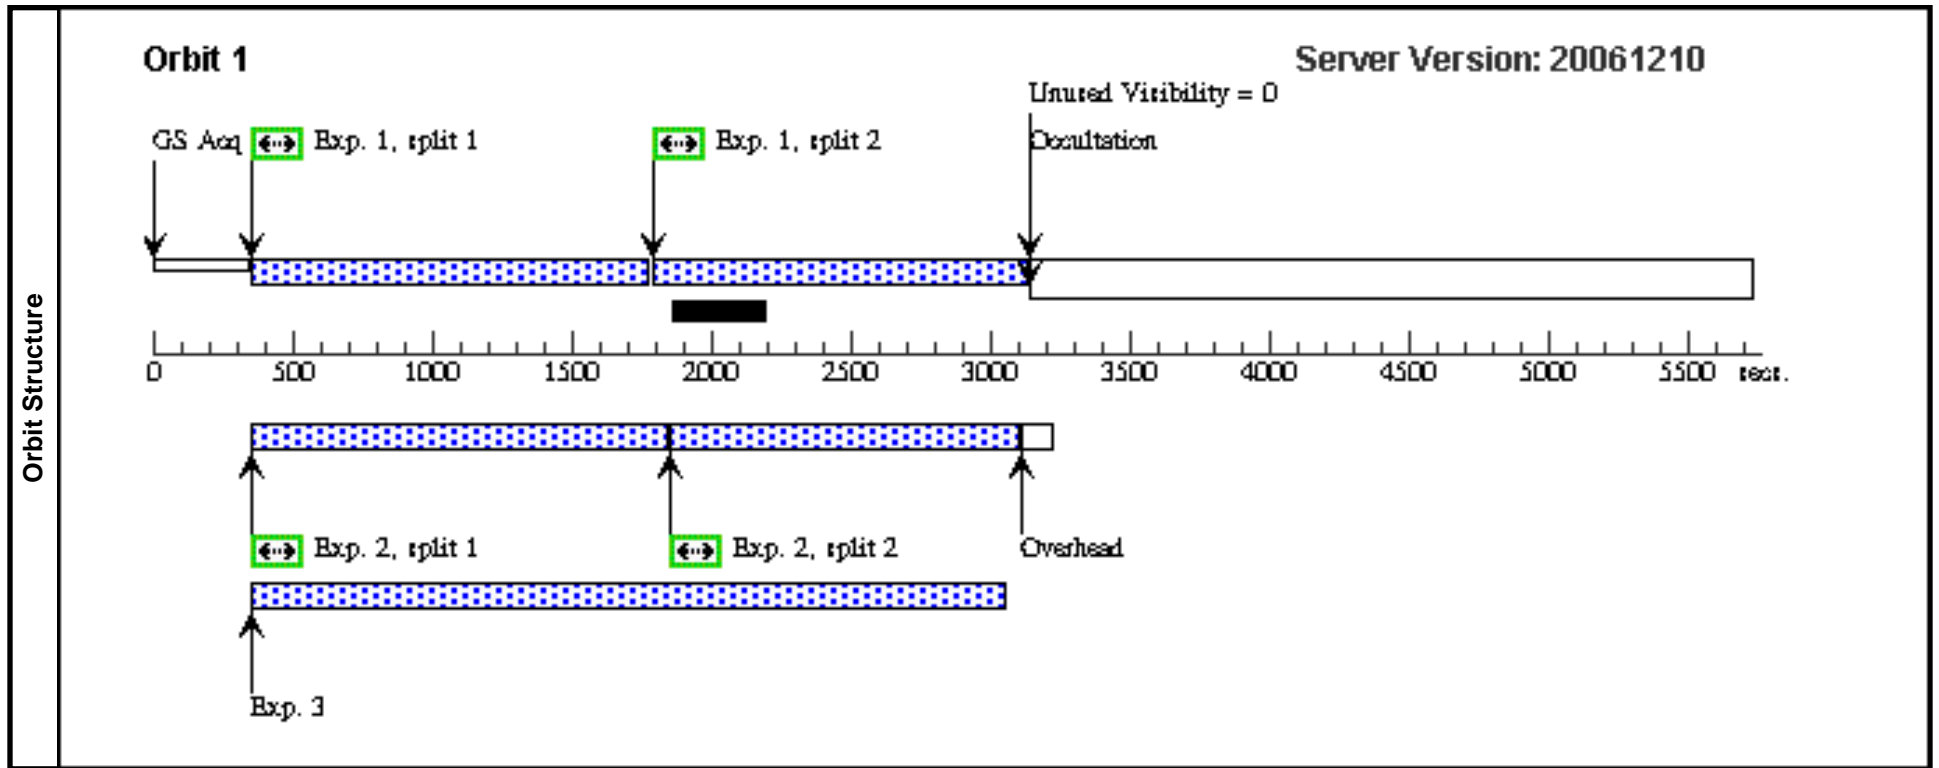 Orbit Structure
Orbit 1
Server Version: 20061210
Unused Visibility = 0
GS Acq
Exp. 1, split 1
Exp. 1, split 2
Occultation
0 500 1000 1500 2000 2500 3000 3500 4000 4500 5000 5500 secs.
Exp. 2, split 1
Exp. 2, split 2
Overhead
Exp. 3